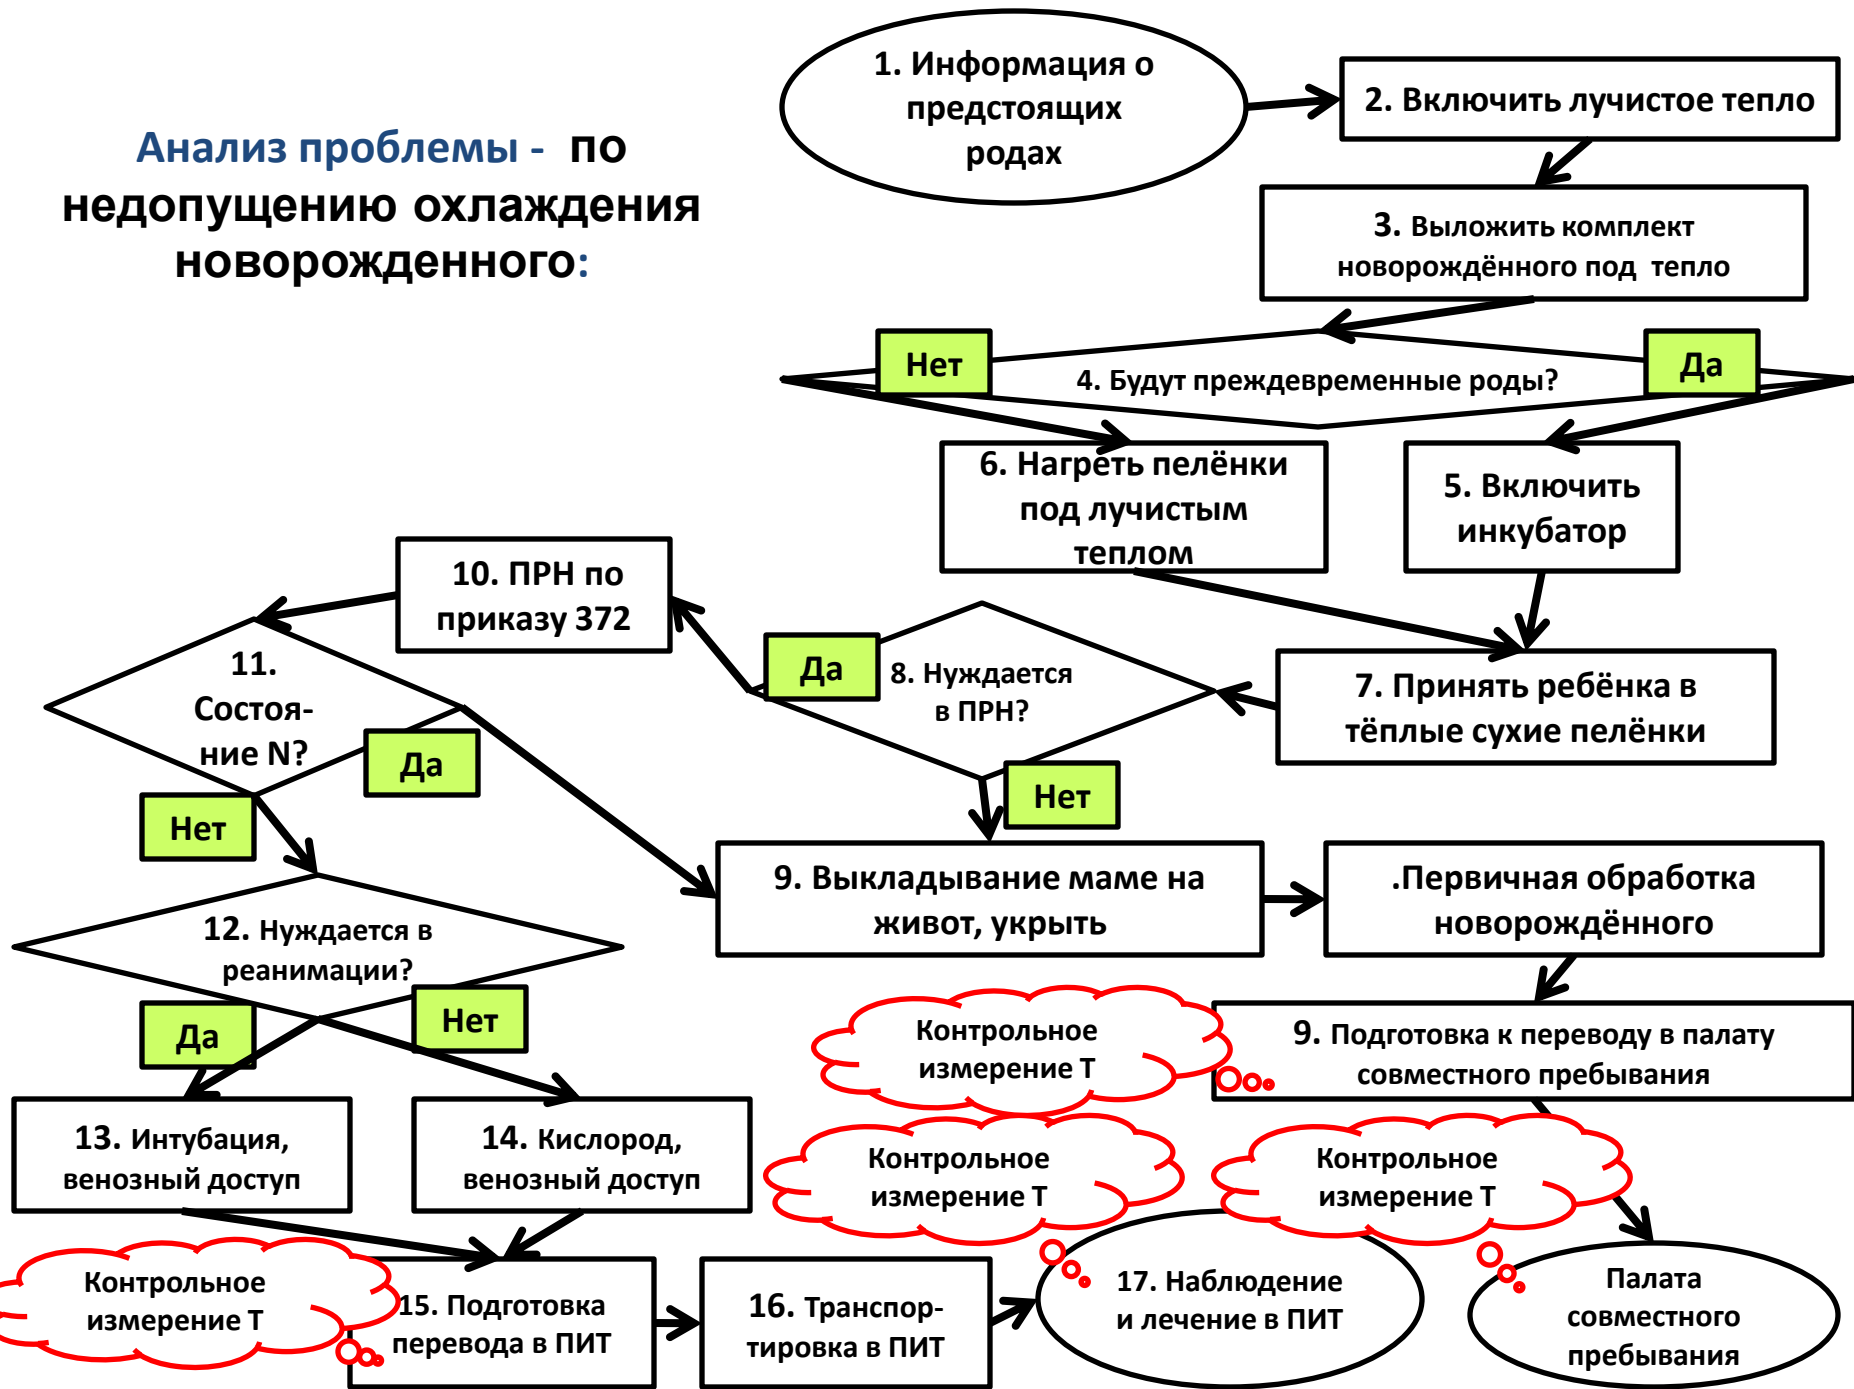 Анализ проблемы - по
недопущению охлаждения
новорожденного:
1. Информация о
предстоящих
родах
2. Включить лучистое тепло
3. Выложить комплект
новорождённого под тепло
Нет
4. Будут преждевременные роды?
Да
6. Нагреть пелёнки
под лучистым
теплом
5. Включить
инкубатор
10. ПРН по
приказу 372
Да
8. Нуждается
в ПРН?
Нет
7. Принять ребёнка в
тёплые сухие пелёнки
11.
Состоя-
ние N?
Да
Нет
9. Выкладывание маме на
живот, укрыть
.Первичная обработка
новорождённого
12. Нуждается в
реанимации?
Да
Нет
Контрольное
измерение Т
9. Подготовка к переводу в палату
совместного пребывания
13. Интубация,
венозный доступ
14. Кислород,
венозный доступ
Контрольное
измерение Т
Контрольное
измерение Т
Контрольное
измерение Т
15. Подготовка
перевода в ПИТ
16. Транспор-
тировка в ПИТ
17. Наблюдение
и лечение в ПИТ
Палата
совместного
пребывания